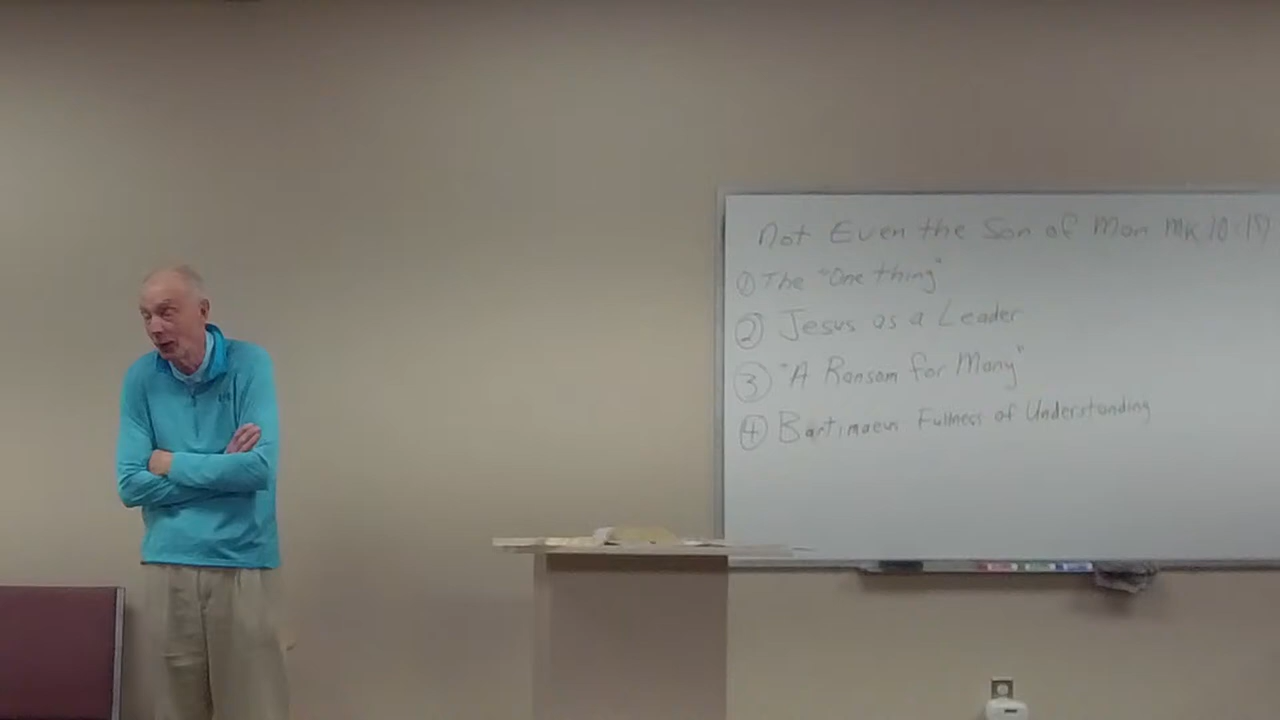 Not Even the Son of Man Mk 10:17
① The "One thing"
② Jesus as a Leader
③ "A Ransom for Many"
④ Bartimaeus Fullness of Understanding